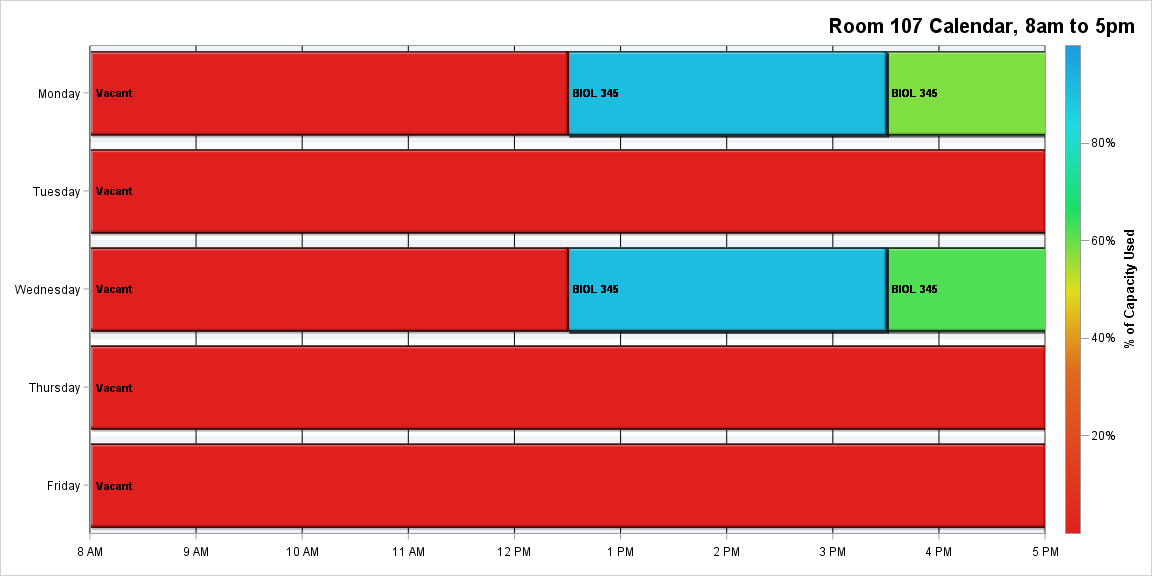 Room 107 Calendar, 8am to 5pm
Monday
Vacant
BIOL 345
BIOL 345
Tuesday
Vacant
Wednesday
Vacant
BIOL 345
BIOL 345
Thursday
Vacant
Friday
Vacant
8 AM 9 AM 10 AM 11 AM 12 PM 1 PM 2 PM 3 PM 4 PM 5 PM
80%
60%
40%
20%
% of Capacity Used